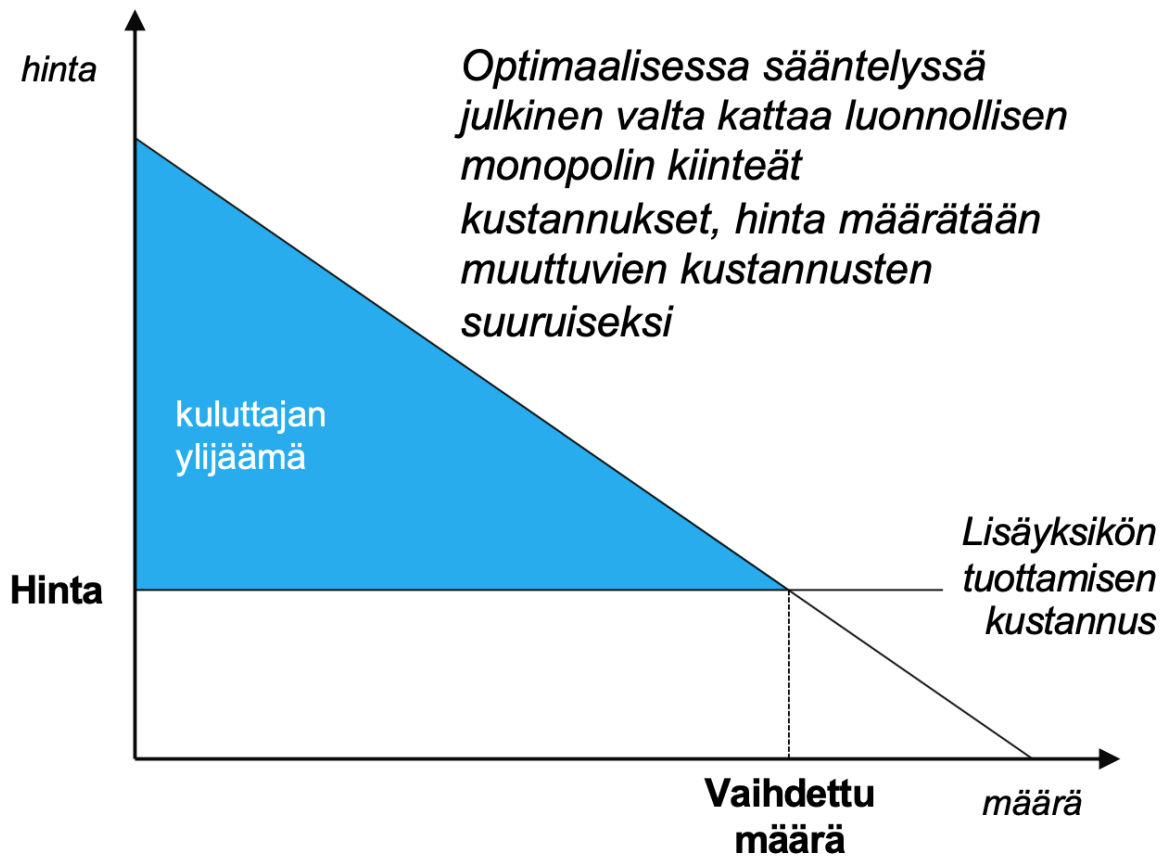 hinta
Optimaalisessa sääntelyssä
julkinen valta kattaa luonnollisen
monopolin kiinteät
kustannukset, hinta määrätään
muuttuvien kustannusten
suuruiseksi
kuluttajan
ylijäämä
Hinta
Lisäyksikön
tuottamisen
kustannus
Vaihdettu
määrä
määrä